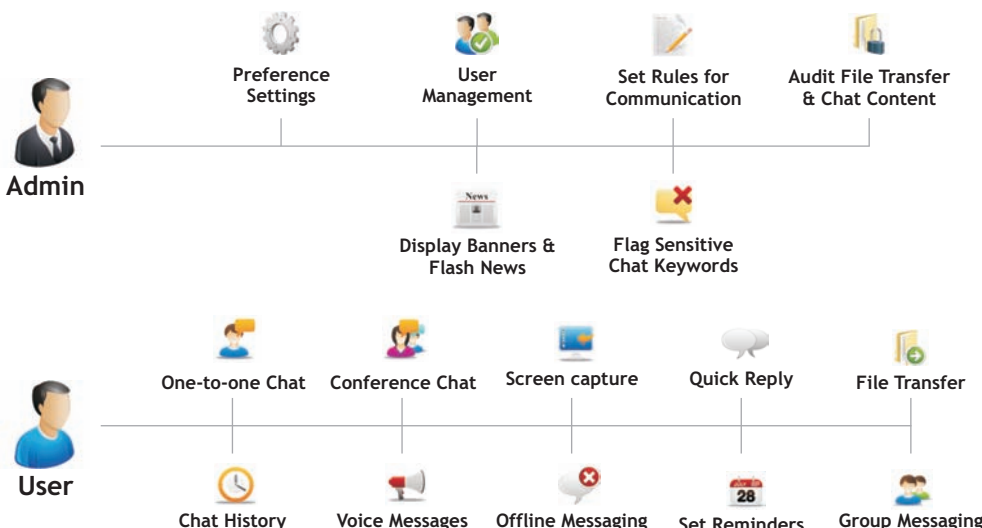 Preference
Settings
User
Management
Set Rules for
Communication
Audit File Transfer
& Chat Content
Admin
News
Display Banners &
Flash News
Flag Sensitive
Chat Keywords
One-to-one Chat
Conference Chat
Screen capture
Quick Reply
File Transfer
User
28
Chat History
Voice Messages
Offline Messaging
Set Reminders
Group Messaging